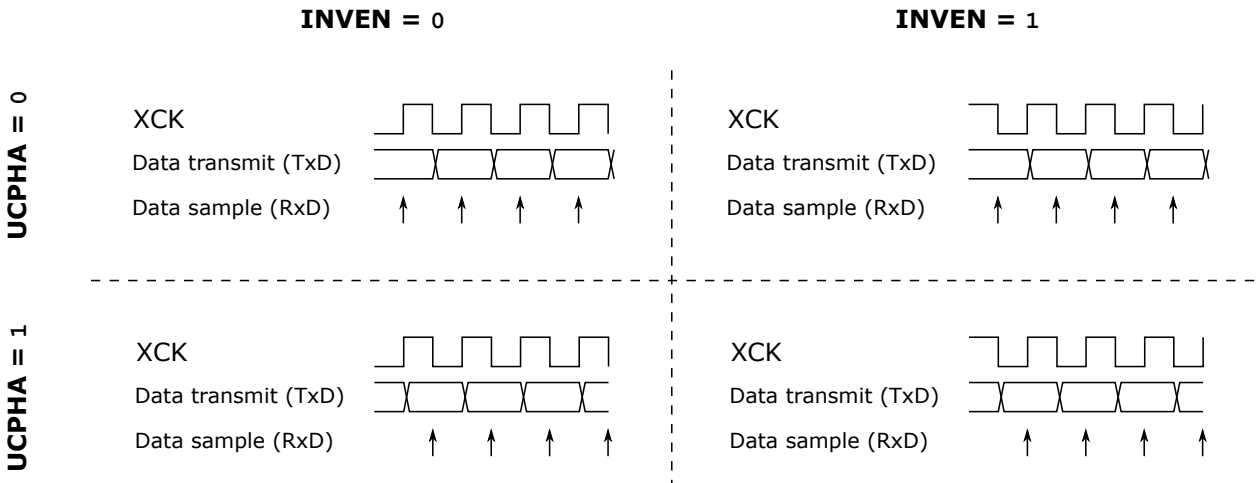 INVEN = 0
INVEN = 1
UCPHA = 0
XCK
Data transmit (TxD)
Data sample (RxD)
XCK
Data transmit (TxD)
Data sample (RxD)
UCPHA = 1
XCK
Data transmit (TxD)
Data sample (RxD)
XCK
Data transmit (TxD)
Data sample (RxD)